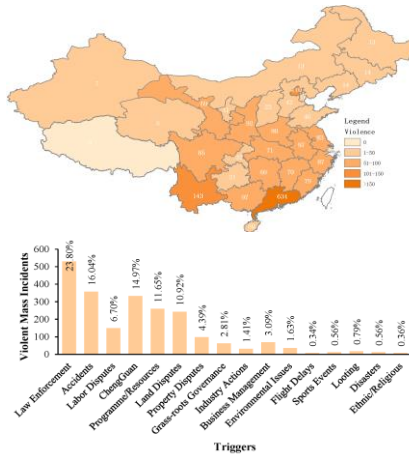 Legend
Violence
0
1-50
51-100
101-150
>150
143
634
71
Violent Mass Incidents
600
500
400
300
200
100
0
23.80%
16.04%
6.70%
14.97%
11.65%
10.92%
4.39%
2.81%
1.41%
3.09%
1.63%
0.34%
0.56%
0.79%
0.56%
0.36%
Law Enforcement
Accidents
Labor Disputes
ChengGuan
Programme/Resources
Land Disputes
Property Disputes
Grass-roots Governance
Industry Actions
Business Management
Environmental Issues
Flight Delays
Sports Events
Looting
Disasters
Ethnic/Religious
Triggers